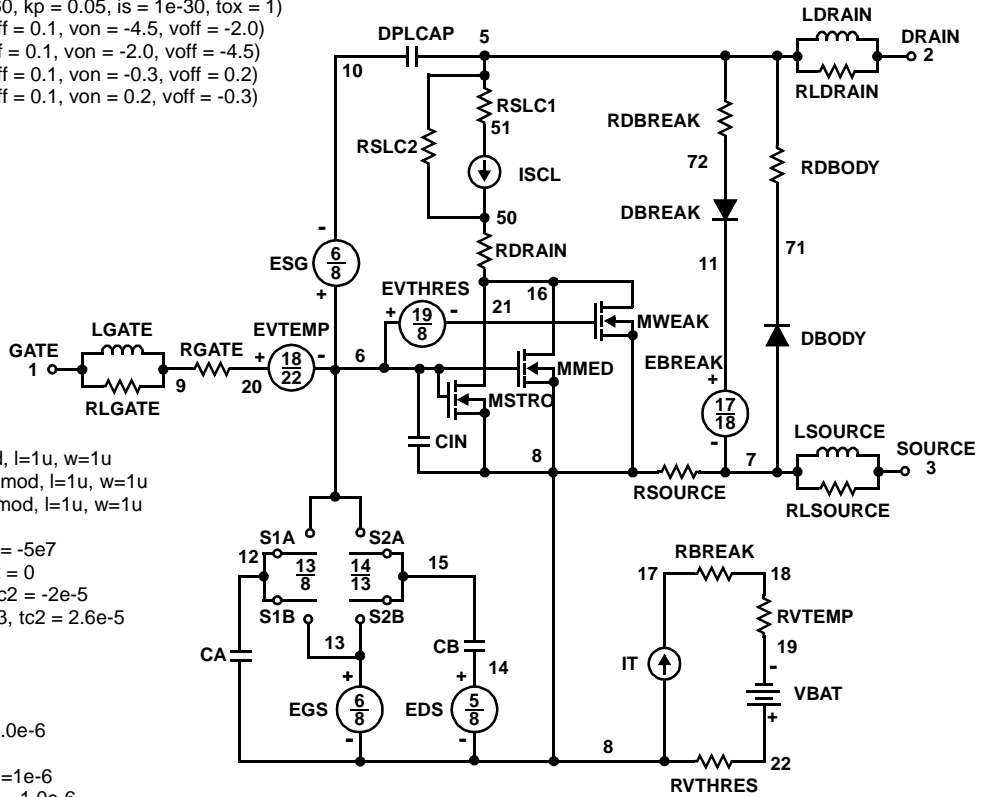 60, kp = 0.05, is = 1e-30, tox = 1)
off = 0.1, von = -4.5, voff = -2.0)
f = 0.1, von = -2.0, voff = -4.5)
ff = 0.1, von = -0.3, voff = 0.2)
ff = 0.1, von = 0.2, voff = -0.3)
DPLCAP
5
10
LDRAIN
DRAIN
2
RLDRAIN
RSLC1
51
RSLC2
ISCL
50
RDBREAK
72
RDBODY
DBREAK
71
11
RDRAIN
ESG
6
8
-
+
EVTHRES
+
19
8
-
21
16
MWEAK
MMED
MSTRO
EBREAK
+
17
18
-
DBODY
LGATE
GATE
1
RLGATE
9
RGATE
20
EVTEMP
+
18
22
-
6
CIN
8
RSOURCE
7
LSOURCE
SOURCE
3
RLSOURCE
d, l=1u, w=1u
mod, l=1u, w=1u
mod, l=1u, w=1u
= -5e7
= 0
c2 = -2e-5
3, tc2 = 2.6e-5
.0e-6
=1e-6
S1A
S2A
12
13
8
14
13
15
S1B
S2B
13
CA
CB
14
+
EGS
6
8
-
+
EDS
5
8
-
RBREAK
17
18
RVTEMP
19
IT
-
VBAT
+
8
22
RVTHRES